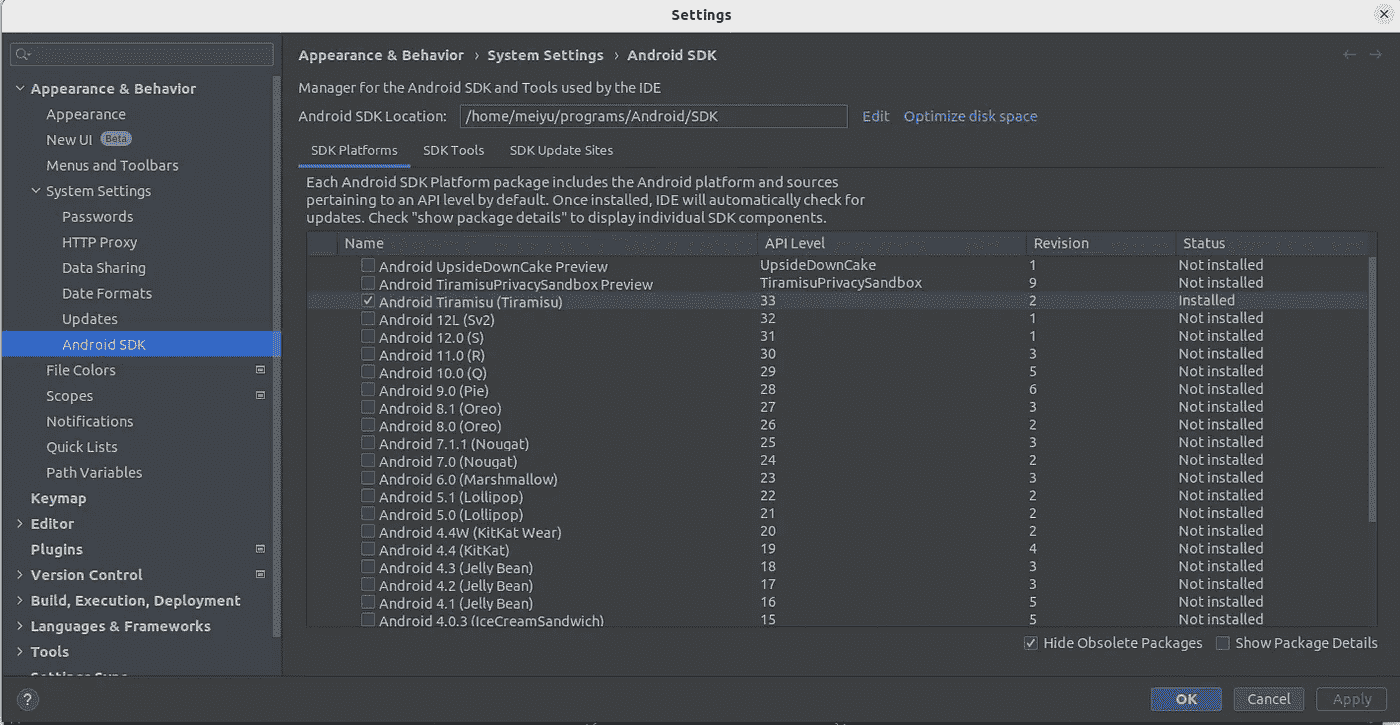 Settings
Appearance & Behavior › System Settings › Android SDK
Appearance & Behavior
Appearance
New UI Beta
Menus and Toolbars
System Settings
Passwords
HTTP Proxy
Data Sharing
Date Formats
Updates
Android SDK
File Colors
Scopes
Notifications
Quick Lists
Path Variables
Keymap
Editor
Plugins
Version Control
Build, Execution, Deployment
Languages & Frameworks
Tools
Manager for the Android SDK and Tools used by the IDE
Android SDK Location: /home/meiyu/programs/Android/SDK Edit Optimize disk space
SDK Platforms SDK Tools SDK Update Sites
Each Android SDK Platform package includes the Android platform and sources
pertaining to an API level by default. Once installed, IDE will automatically check for
updates. Check "show package details" to display individual SDK components.
Name API Level Revision Status
Android UpsideDownCake Preview UpsideDownCake 1 Not installed
Android TiramisuPrivacySandbox Preview TiramisuPrivacySandbox 9 Not installed
Android Tiramisu (Tiramisu) 33 2 Installed
Android 12L (Sv2) 32 1 Not installed
Android 12.0 (S) 31 1 Not installed
Android 11.0 (R) 30 3 Not installed
Android 10.0 (Q) 29 5 Not installed
Android 9.0 (Pie) 28 6 Not installed
Android 8.1 (Oreo) 27 3 Not installed
Android 8.0 (Oreo) 26 2 Not installed
Android 7.1.1 (Nougat) 25 3 Not installed
Android 7.0 (Nougat) 24 2 Not installed
Android 6.0 (Marshmallow) 23 3 Not installed
Android 5.1 (Lollipop) 22 2 Not installed
Android 5.0 (Lollipop) 21 2 Not installed
Android 4.4W (KitKat Wear) 20 2 Not installed
Android 4.4 (KitKat) 19 4 Not installed
Android 4.3 (Jelly Bean) 18 3 Not installed
Android 4.2 (Jelly Bean) 17 3 Not installed
Android 4.1 (Jelly Bean) 16 5 Not installed
Android 4.0.3 (IceCreamSandwich) 15 5 Not installed
Hide Obsolete Packages Show Package Details
? OK Cancel Apply